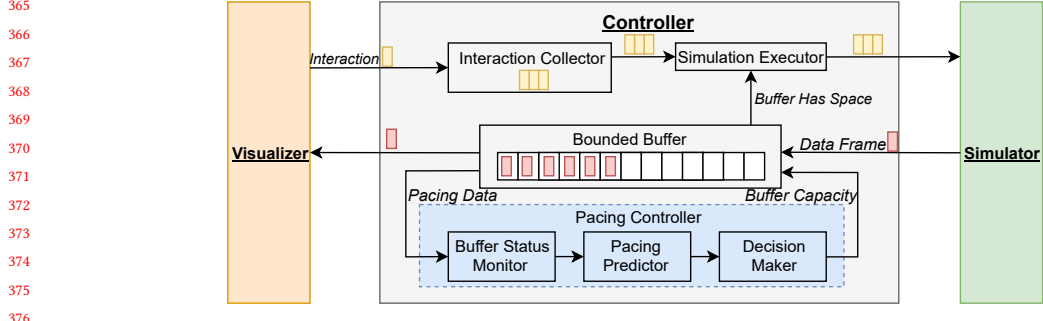 365
366
367
368
369
370
371
372
373
374
375
376
Controller
Interaction
Interaction Collector
Simulation Executor
Buffer Has Space
Visualizer
Bounded Buffer
Data Frame
Simulator
Pacing Data
Buffer Capacity
Pacing Controller
Buffer Status
Monitor
Pacing
Predictor
Decision
Maker